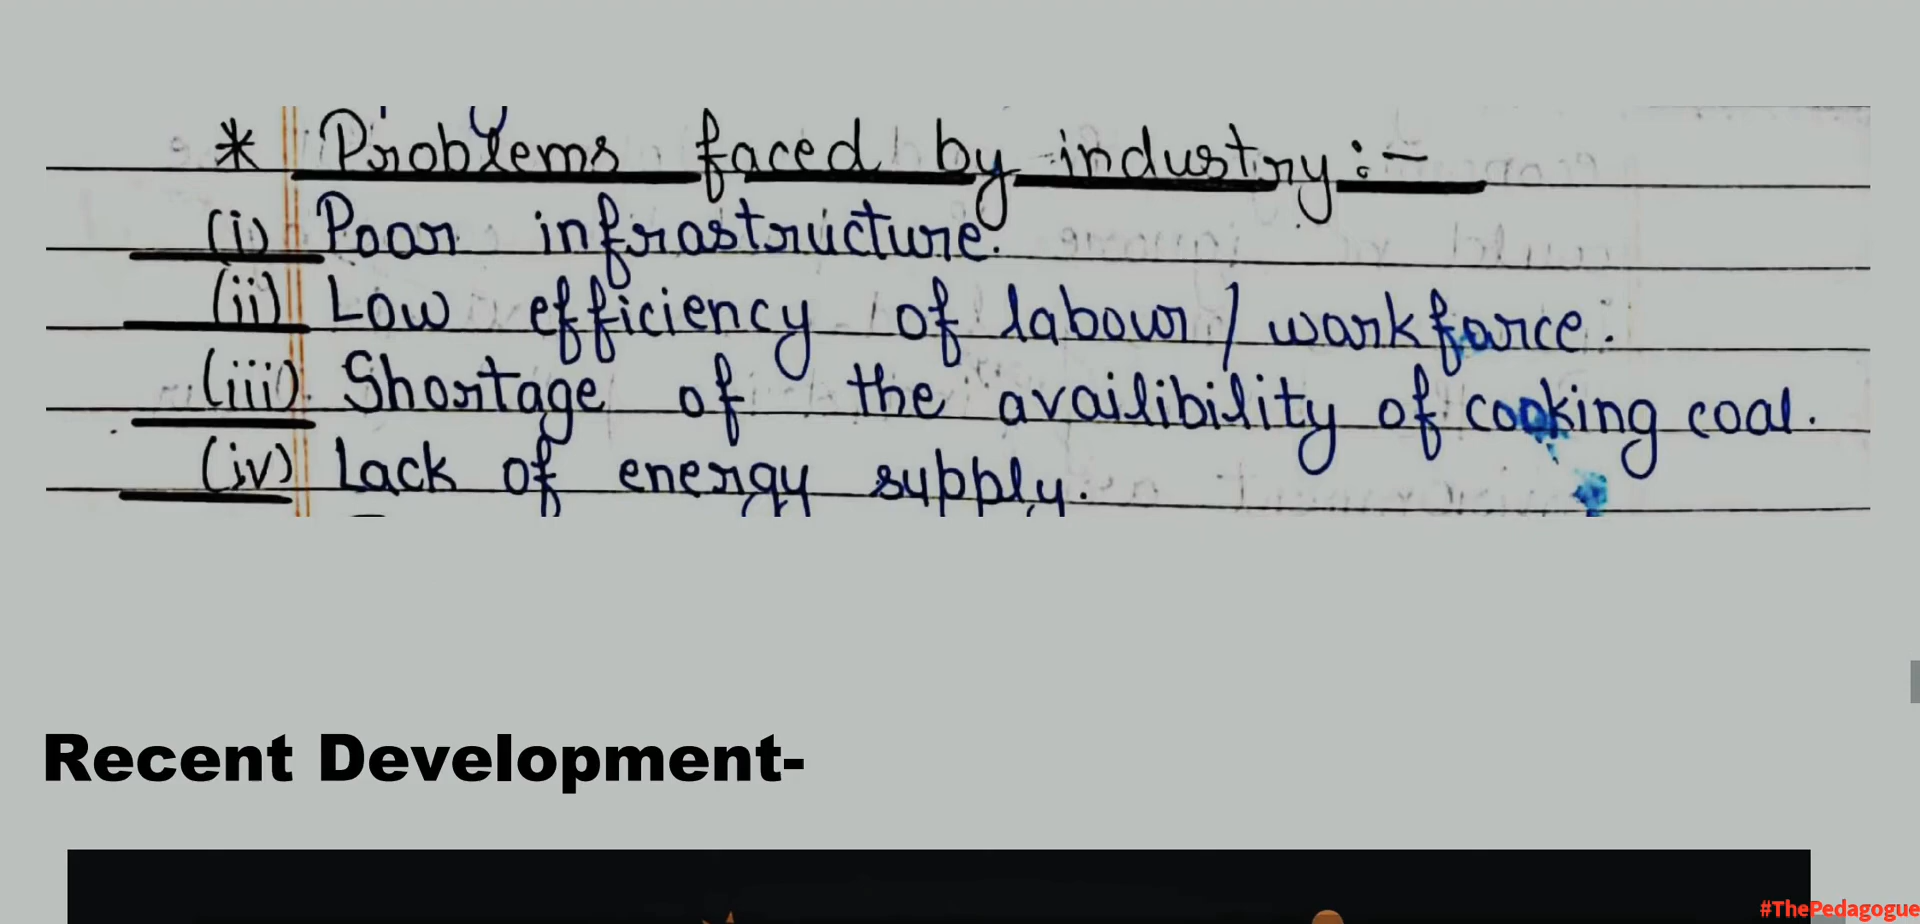 * Problems faced by industry:-
(i) Poor infrastructure.
(ii) Low efficiency of labour / workforce.
(iii) Shortage of the availibility of cooking coal.
(iv) Lack of energy supply.
Recent Development-
#ThePedagogue